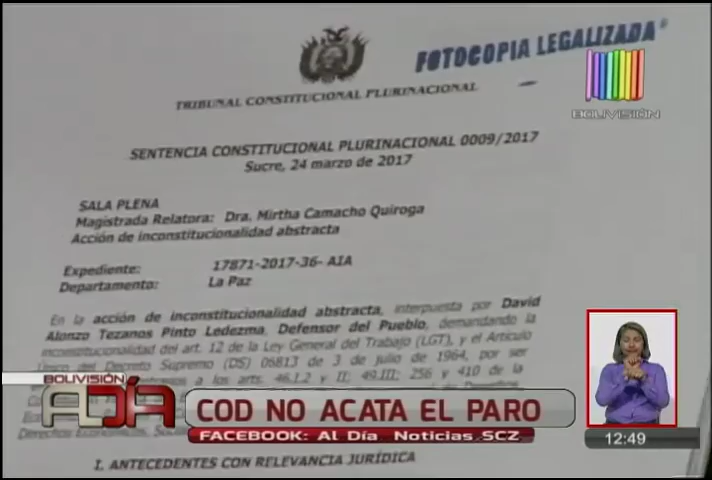 FOTOCOPIA LEGALIZADA
BOLIVISIÓN
TRIBUNAL CONSTITUCIONAL PLURINACIONAL
SENTENCIA CONSTITUCIONAL PLURINACIONAL 0009/2017
Sucre, 24 marzo de 2017
SALA PLENA
Magistrada Relatora: Dra. Mirtha Camacho Quiroga
Acción de inconstitucionalidad abstracta
Expediente: 17871-2017-36- AIA
Departamento: La Paz
En la acción de inconstitucionalidad abstracta, interpuesta por David
Alonzo Tezanos Pinto Ledezma, Defensor del Pueblo, demandando la
inconstitucionalidad del art. 12 de la Ley General del Trabajo (LGT), y el Artículo
Único del Decreto Supremo (DS) 06813 de 3 de julio de 1964, por ser
a los arts. 46.I.2 y II; 49.III; 256 y 410 de la
Derechos Económicos,
I. ANTECEDENTES CON RELEVANCIA JURÍDICA
BOLIVISIÓN
AL DÍA
COD NO ACATA EL PARO
FACEBOOK: Al Día Noticias SCZ
12:49